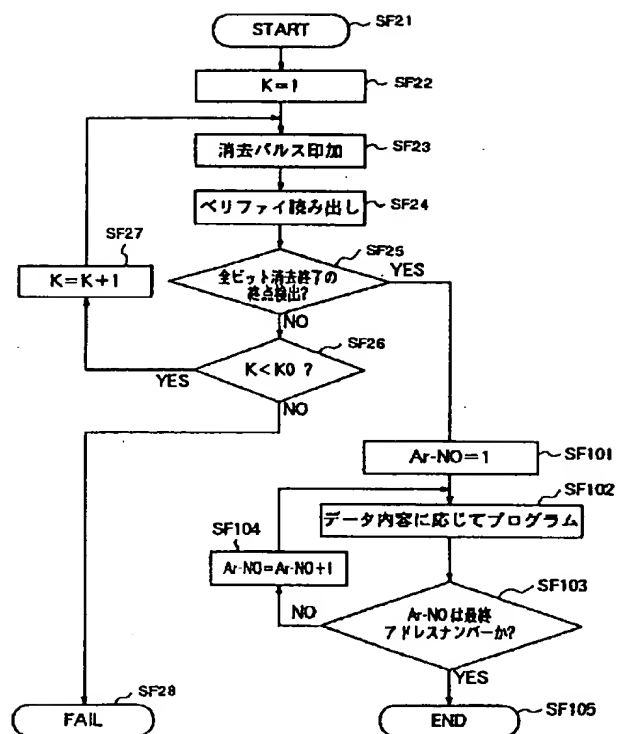 START
SF21
K=1
SF22
消去パルス印加
SF23
ベリファイ読み出し
SF24
SF27
K=K+1
SF25
全ビット消去終了の
終点検出?
YES
NO
SF26
K<K0 ?
YES
NO
Ar-NO=1
SF101
SF102
データ内容に応じてプログラム
SF104
Ar-NO=Ar-NO+1
SF103
Ar-NOは最終
アドレスナンバーか?
NO
YES
SF28
FAIL
END
SF105